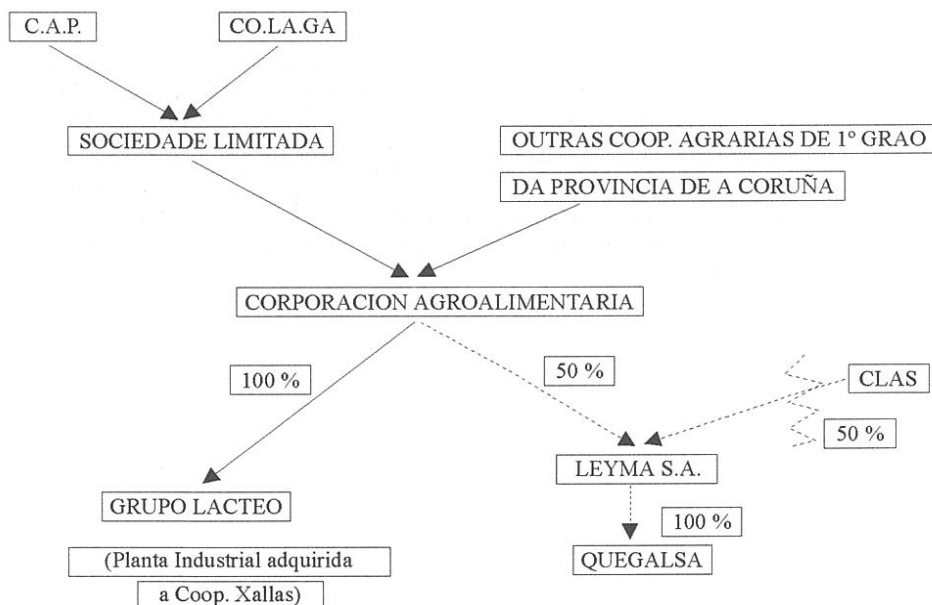 C.A.P.
CO.LA.GA
SOCIEDADE LIMITADA
OUTRAS COOP. AGRARIAS DE 1º GRAO
DA PROVINCIA DE A CORUÑA
CORPORACION AGROALIMENTARIA
100 %
50 %
CLAS
50 %
LEYMA S.A.
GRUPO LACTEO
100 %
(Planta Industrial adquirida
QUEGALSA
a Coop. Xallas)